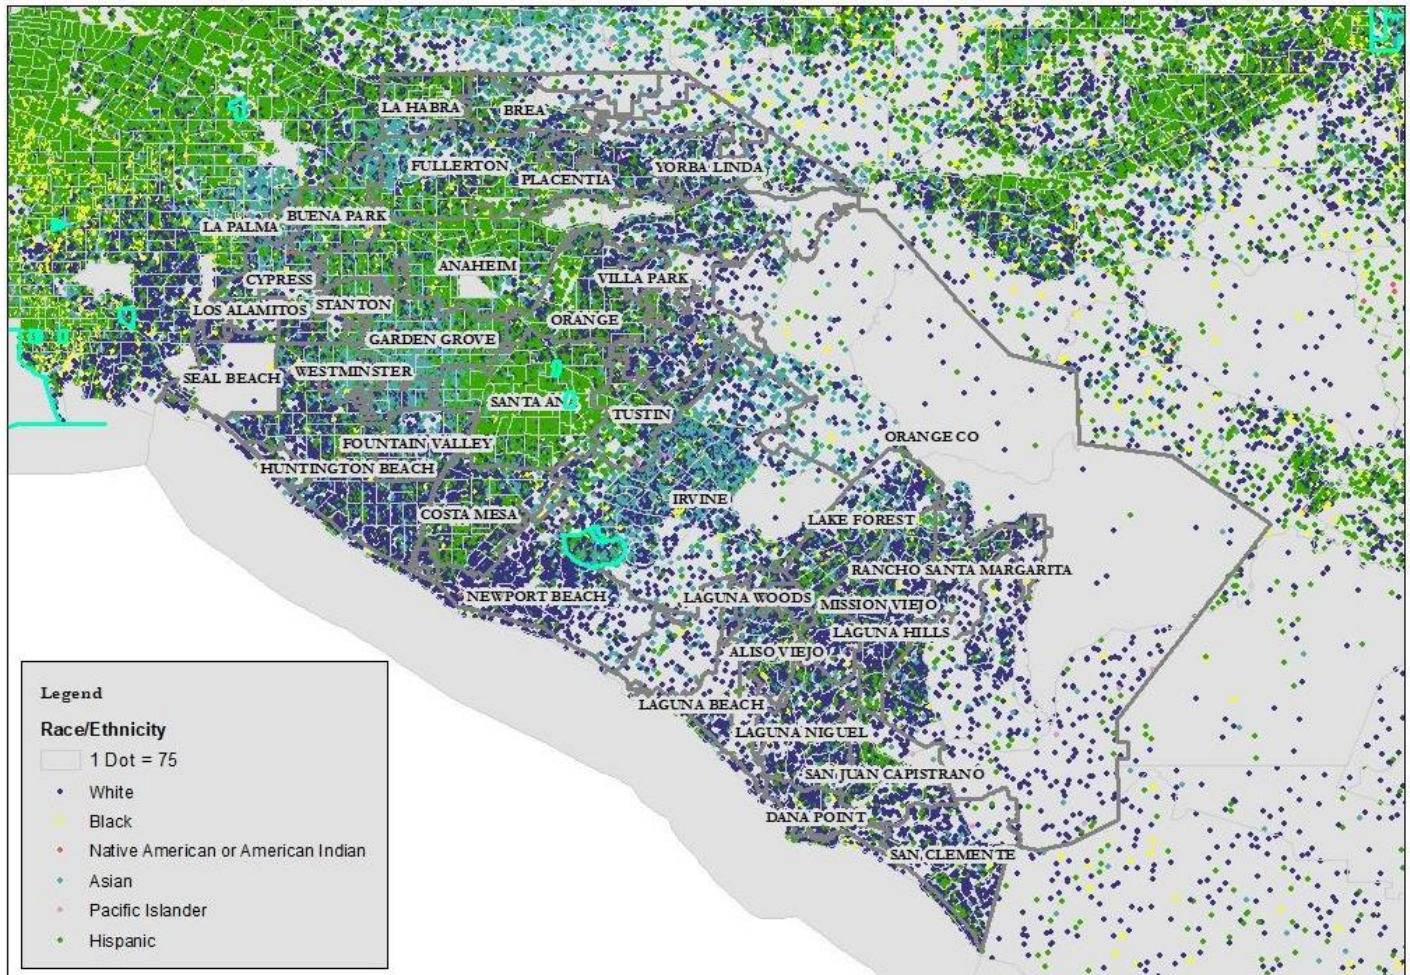 LA HABRA
BREA
FULLERTON
PLACENTIA
YORBA LINDA
BUENA PARK
LA PALMA
ANAHEIM
CYPRESS
VILLA PARK
LOS ALAMITOS
STANTON
ORANGE
GARDEN GROVE
SEAL BEACH
WESTMINSTER
SANTA AN
TUSTIN
FOUNTAIN VALLEY
ORANGE CO
HUNTINGTON BEACH
IRVINE
COSTA MESA
LAKE FOREST
RANCHO SANTA MARGARITA
NEWPORT BEACH
LAGUNA WOODS
MISSION VIEJO
LAGUNA HILLS
ALISO VIEJO
LAGUNA BEACH
LAGUNA NIGUEL
SAN JUAN CAPISTRANO
DANA POINT
SAN CLEMENTE
Legend
Race/Ethnicity
1 Dot = 75
White
Black
Native American or American Indian
Asian
Pacific Islander
Hispanic